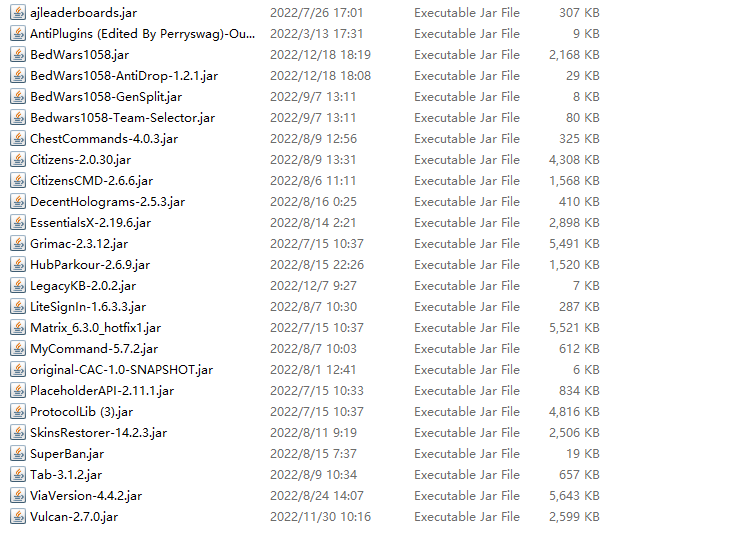 ajleaderboards.jar 2022/7/26 17:01 Executable Jar File 307 KB
AntiPlugins (Edited By Perryswag)-Ou... 2022/3/13 17:31 Executable Jar File 9 KB
BedWars1058.jar 2022/12/18 18:19 Executable Jar File 2,168 KB
BedWars1058-AntiDrop-1.2.1.jar 2022/12/18 18:08 Executable Jar File 29 KB
BedWars1058-GenSplit.jar 2022/9/7 13:11 Executable Jar File 8 KB
Bedwars1058-Team-Selector.jar 2022/9/7 13:11 Executable Jar File 80 KB
ChestCommands-4.0.3.jar 2022/8/9 12:56 Executable Jar File 325 KB
Citizens-2.0.30.jar 2022/8/9 13:31 Executable Jar File 4,308 KB
CitizensCMD-2.6.6.jar 2022/8/6 11:11 Executable Jar File 1,568 KB
DecentHolograms-2.5.3.jar 2022/8/16 0:25 Executable Jar File 410 KB
EssentialsX-2.19.6.jar 2022/8/14 2:21 Executable Jar File 2,898 KB
Grimac-2.3.12.jar 2022/7/15 10:37 Executable Jar File 5,491 KB
HubParkour-2.6.9.jar 2022/8/15 22:26 Executable Jar File 1,520 KB
LegacyKB-2.0.2.jar 2022/12/7 9:27 Executable Jar File 7 KB
LiteSignIn-1.6.3.3.jar 2022/8/7 10:30 Executable Jar File 287 KB
Matrix_6.3.0_hotfix1.jar 2022/7/15 10:37 Executable Jar File 5,521 KB
MyCommand-5.7.2.jar 2022/8/7 10:03 Executable Jar File 612 KB
original-CAC-1.0-SNAPSHOT.jar 2022/8/1 12:41 Executable Jar File 6 KB
PlaceholderAPI-2.11.1.jar 2022/7/15 10:33 Executable Jar File 834 KB
ProtocolLib (3).jar 2022/7/15 10:37 Executable Jar File 4,816 KB
SkinsRestorer-14.2.3.jar 2022/8/11 9:19 Executable Jar File 2,506 KB
SuperBan.jar 2022/8/15 7:37 Executable Jar File 19 KB
Tab-3.1.2.jar 2022/8/9 10:34 Executable Jar File 657 KB
ViaVersion-4.4.2.jar 2022/8/24 14:07 Executable Jar File 5,643 KB
Vulcan-2.7.0.jar 2022/11/30 10:16 Executable Jar File 2,599 KB